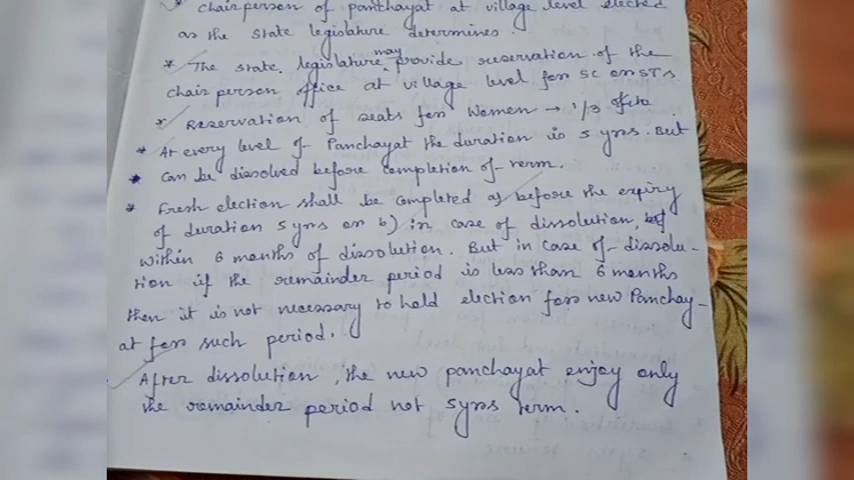 chairperson of panthayat at village level elected
as the state legislature determines.
* The state legislature may provide reservation of the
chair person office at village level for SC or STs
* Reservation of seats for Women → 1/3 of
* At every level of Panchayat the duration is 5 yrs. But
* Can be dissolved before completion of term.
* Fresh election shall be completed a) before the expiry
of duration 5 yrs or b) in case of dissolution,
within 6 months of dissolution. But in case of dissolu-
tion if the remainder period is less than 6 months
then it is not necessary to hold election for new Panchay-
at for such period.
After dissolution, the new panchayat enjoy only
the remainder period not 5 yrs term.